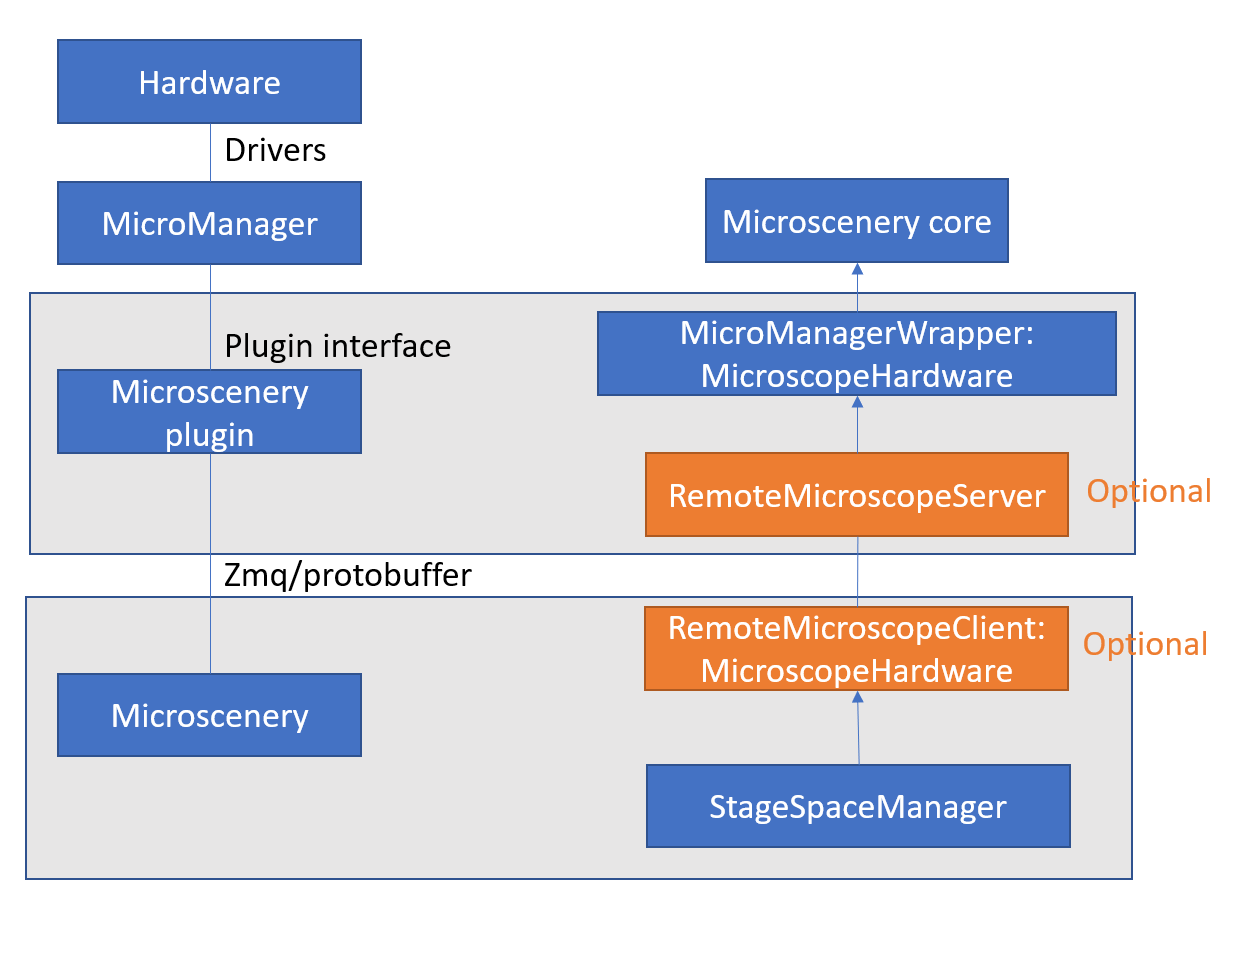 Hardware
Drivers
MicroManager
Microscenery core
MicroManagerWrapper:
MicroscopeHardware
Plugin interface
Microscenery
plugin
RemoteMicroscopeServer
Optional
Zmq/protobuffer
RemoteMicroscopeClient:
MicroscopeHardware
Optional
Microscenery
StageSpaceManager